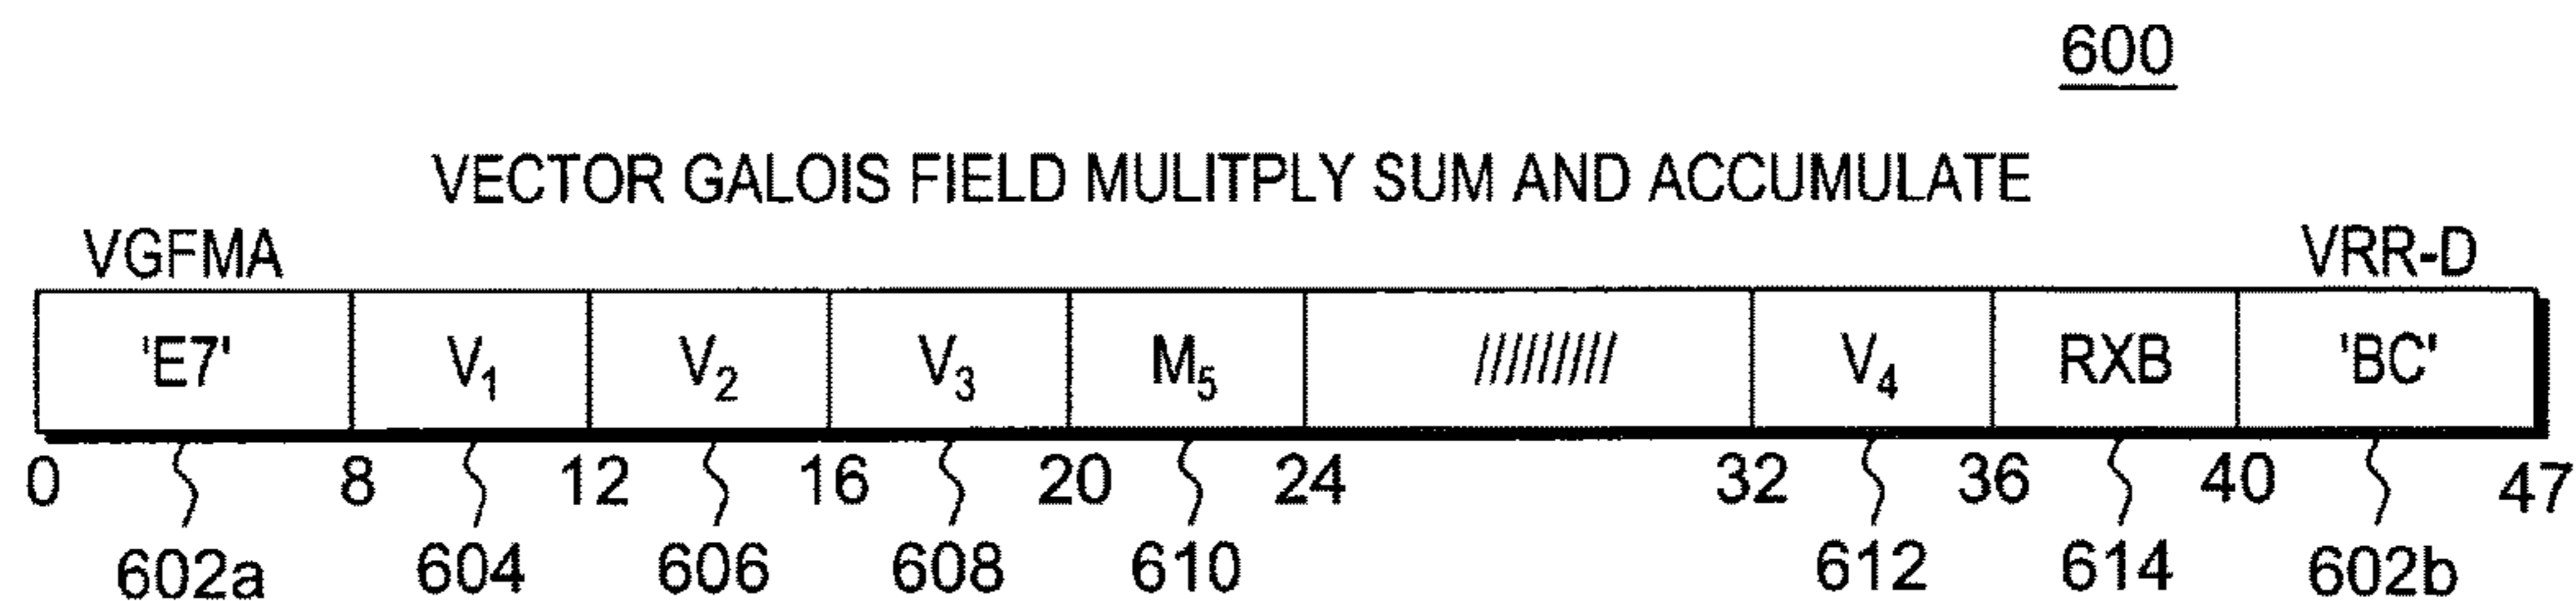 600
VECTOR GALOIS FIELD MULITPLY SUM AND ACCUMULATE
VGFMA VRR-D
'E7' V₁ V₂ V₃ M₅ ///////// V₄ RXB 'BC'
0 8 12 16 20 24 32 36 40 47
602a 604 606 608 610 612 614 602b